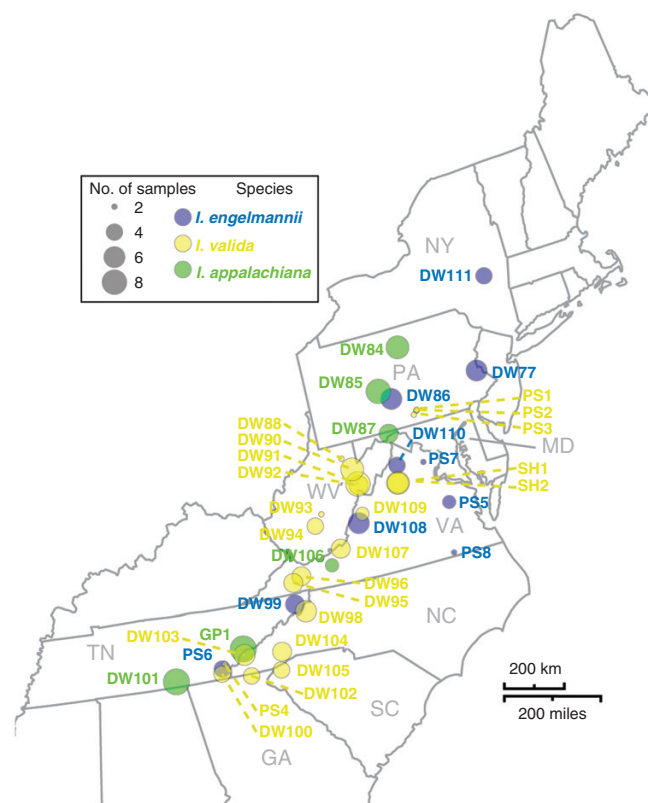 No. of samples Species
2
4
6
8
I. engelmannii
I. valida
I. appalachiana
NY
DW111
DW84
PA
DW77
DW85
DW86
PS1
PS2
PS3
DW88
DW87
DW110
DW90
MD
DW91
PS7
DW92
SH1
WV
SH2
DW93
DW109
PS5
DW94
DW108
VA
DW106
DW107
PS8
DW96
DW95
DW99
DW98
NC
DW103
GP1
DW104
TN
PS6
DW105
DW101
DW102
PS4
SC
DW100
GA
200 km
200 miles